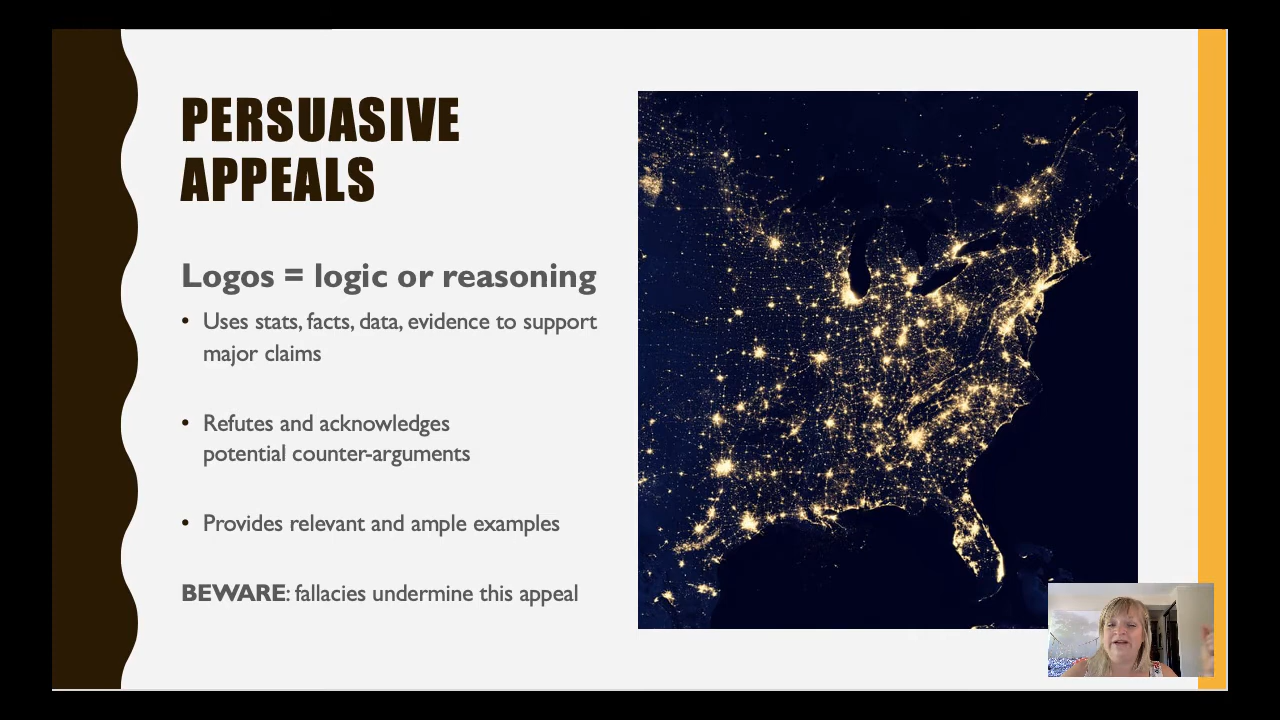 PERSUASIVE
APPEALS
Logos = logic or reasoning
• Uses stats, facts, data, evidence to support
major claims
• Refutes and acknowledges
potential counter-arguments
• Provides relevant and ample examples
BEWARE: fallacies undermine this appeal